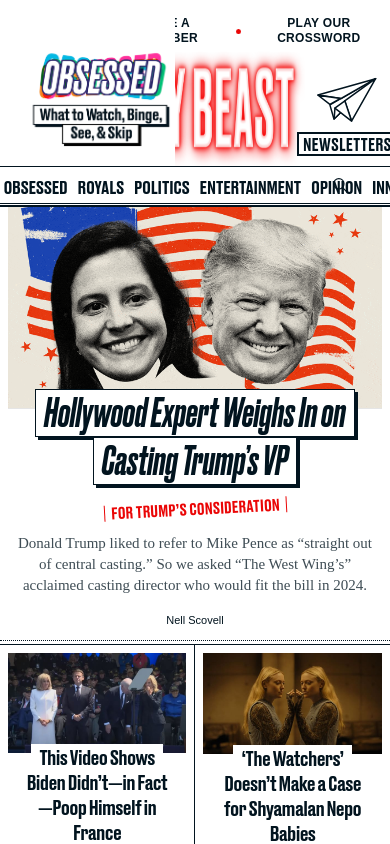 PLAY OUR
CROSSWORD
OBSESSED
What to Watch, Binge,
See, & Skip
BEAST
NEWSLETTERS
OBSESSED ROYALS POLITICS ENTERTAINMENT OPINION INN
Hollywood Expert Weighs In on
Casting Trump’s VP
FOR TRUMP’S CONSIDERATION
Donald Trump liked to refer to Mike Pence as “straight out
of central casting.” So we asked “The West Wing’s”
acclaimed casting director who would fit the bill in 2024.
Nell Scovell
This Video Shows
Biden Didn’t—in Fact
—Poop Himself in
France
‘The Watchers’
Doesn’t Make a Case
for Shyamalan Nepo
Babies